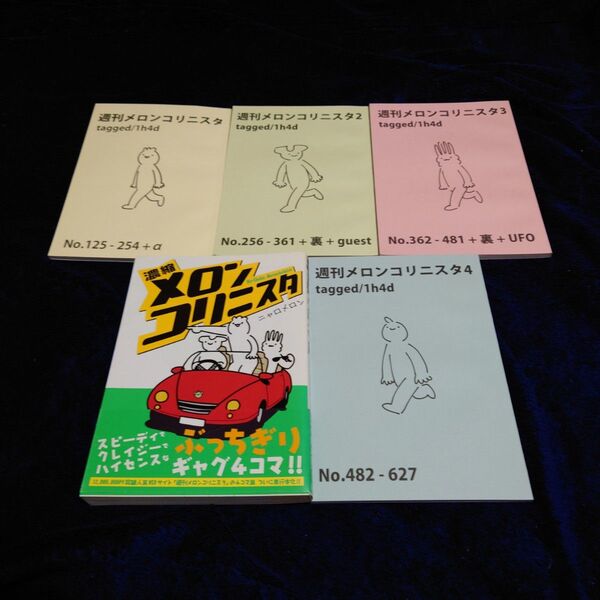 週刊メロンコリニスタ
tagged/1h4d
No.125 - 254 + α
週刊メロンコリニスタ2
tagged/1h4d
No.256 - 361 + 裏 + guest
週刊メロンコリニスタ3
tagged/1h4d
No.362 - 481 + 裏 + UFO
濃縮
メロン
コリニスタ
ニャロメロン
スピーディで
クレイジーで
ハイセンスな
ぶっちぎり
ギャグ4コマ!!
週刊メロンコリニスタ4
tagged/1h4d
No.482 - 627